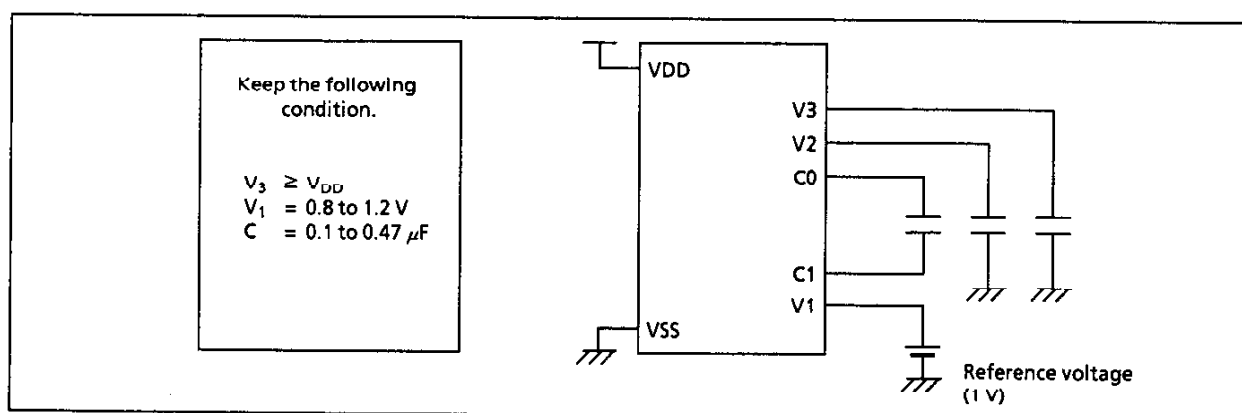 Keep the following
condition.
V₃ ≥ V_DD
V₁ = 0.8 to 1.2 V
C = 0.1 to 0.47 μF
VDD
V3
V2
C0
C1
V1
VSS
Reference voltage
(1 V)